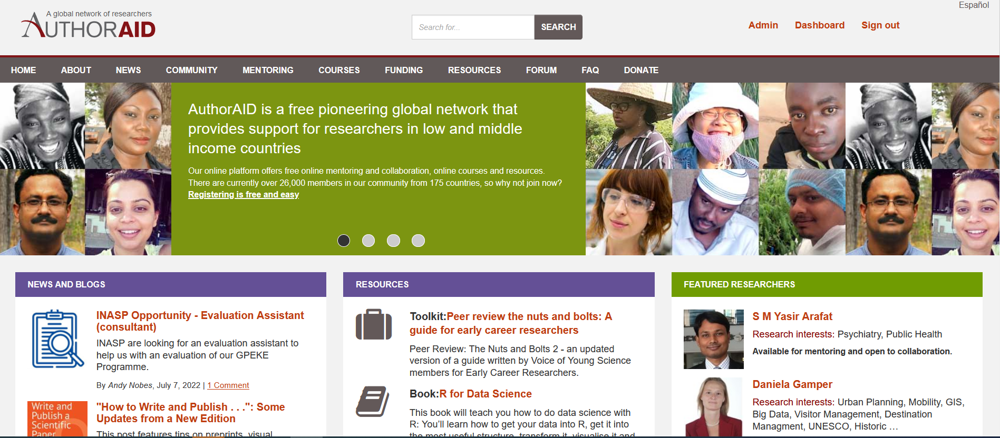 Español
A global network of researchers
AUTHORAID
Search for...
SEARCH
Admin
Dashboard
Sign out
HOME
ABOUT
NEWS
COMMUNITY
MENTORING
COURSES
FUNDING
RESOURCES
FORUM
FAQ
DONATE
AuthorAID is a free pioneering global network that
provides support for researchers in low and middle
income countries
Our online platform offers free online mentoring and collaboration, online courses and resources.
There are currently over 26,000 members in our community from 175 countries, so why not join now?
Registering is free and easy
NEWS AND BLOGS
INASP Opportunity - Evaluation Assistant
(consultant)
INASP are looking for an evaluation assistant to
help us with an evaluation of our GPEKE
Programme.
By Andy Nobes, July 7, 2022 | 1 Comment
Write and
Publish a
Scientific
Paper
"How to Write and Publish . . .": Some
Updates from a New Edition
This post features tips on preprints, visual
RESOURCES
Toolkit:Peer review the nuts and bolts: A
guide for early career researchers
Peer Review: The Nuts and Bolts 2 - an updated
version of a guide written by Voice of Young Science
members for Early Career Researchers.
Book:R for Data Science
This book will teach you how to do data science with
R: You’ll learn how to get your data into R, get it into
the most useful structure, transform it, visualise it and
FEATURED RESEARCHERS
S M Yasir Arafat
Research interests: Psychiatry, Public Health
Available for mentoring and open to collaboration.
Daniela Gamper
Research interests: Urban Planning, Mobility, GIS,
Big Data, Visitor Management, Destination
Managment, UNESCO, Historic …